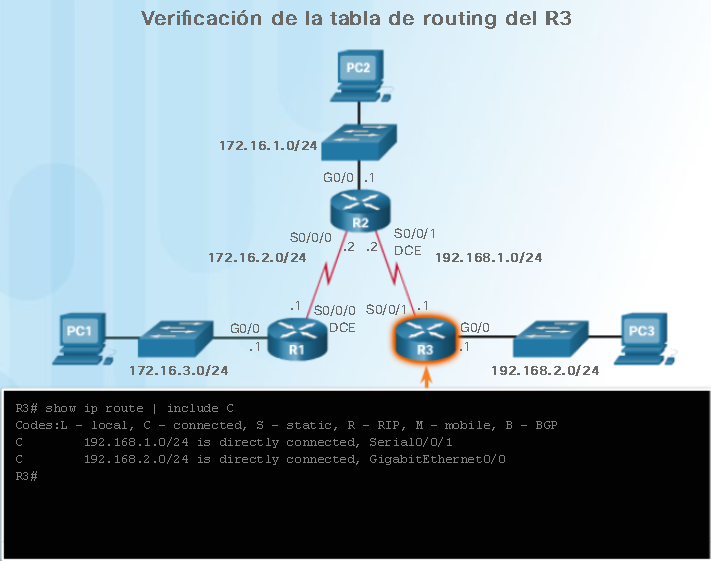 Verificación de la tabla de routing del R3
PC2
172.16.1.0/24
G0/0 .1
R2
S0/0/0 .2 .2 S0/0/1
DCE
172.16.2.0/24 192.168.1.0/24
.1 S0/0/0
DCE
S0/0/1 .1
PC1 G0/0 .1 R1 R3 G0/0 .1 PC3
172.16.3.0/24 192.168.2.0/24
R3# show ip route | include C
Codes:L - local, C - connected, S - static, R - RIP, M - mobile, B - BGP
C 192.168.1.0/24 is directly connected, Serial0/0/1
C 192.168.2.0/24 is directly connected, GigabitEthernet0/0
R3#